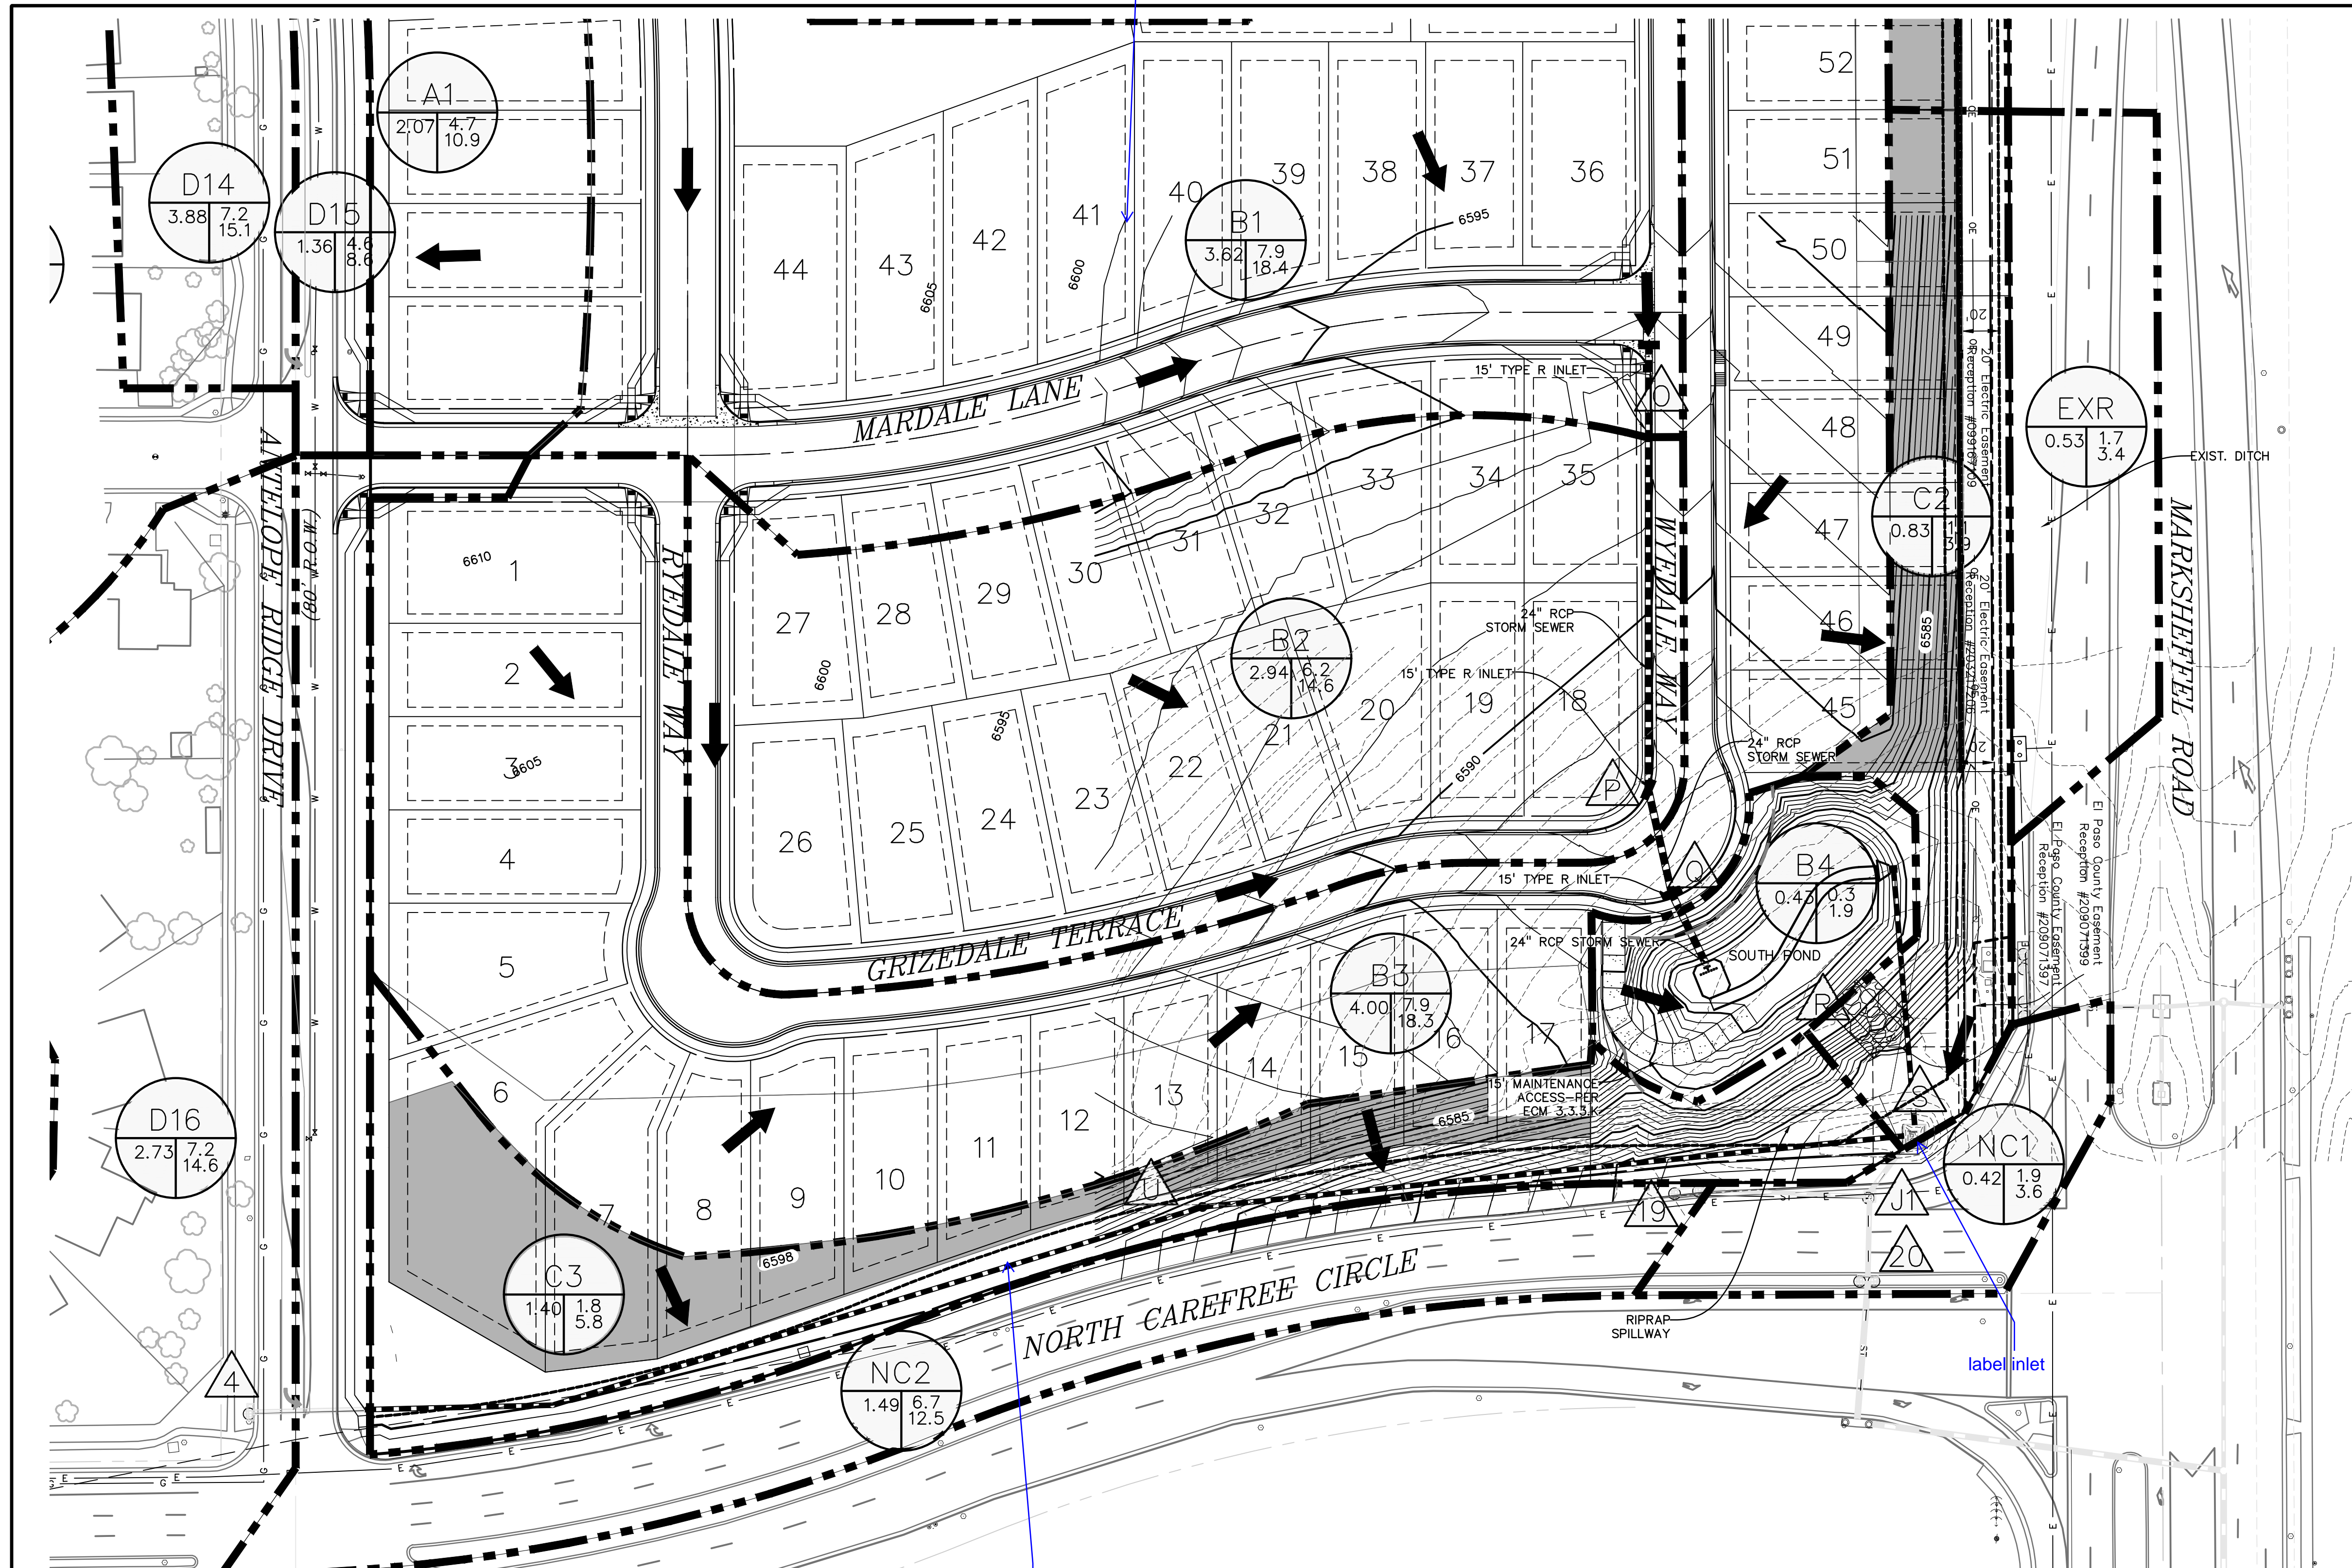 A1
2.07 4.7
10.9
D14
3.88 7.2
15.1
D15
1.36 4.6
8.6
B1
3.62 7.9
18.4
52
51
50
49
48
47
46
45
44
43
42
41
40
39
38
37
36
6605
6600
6595
15' TYPE R INLET
O
MARDALE LANE
EXR
0.53 1.7
3.4
EXIST. DITCH
C2
0.83 1.1
3.9
20'
20' Electric Easement
20' Electric Easement
Reception #203219206
6585
20'
MARKSHEFFEL ROAD
ANTELOPE RIDGE DRIVE
(80' R.O.W.)
RYEDALE WAY
WYEDALE WAY
6610
1
2
3
6605
4
5
6
7
8
9
10
11
12
13
14
15
16
17
27
28
29
30
31
32
33
34
35
6600
6595
26
25
24
23
22
21
20
19
18
6590
B2
2.94 6.2
14.6
24" RCP
STORM SEWER
15' TYPE R INLET
24" RCP
STORM SEWER
P
Q
15' TYPE R INLET
B4
0.43 0.3
1.9
El Paso County Easement
Reception #209071399
El Paso County Easement
Reception #209071397
GRIZEDALE TERRACE
24" RCP STORM SEWER
SOUTH POND
B3
4.00 7.9
18.3
R
S
15' MAINTENANCE
ACCESS-PER
ECM 3.3.3.K
6585
D16
2.73 7.2
14.6
U
19
J1
20
NC1
0.42 1.9
3.6
6598
C3
1.40 1.8
5.8
NORTH CAREFREE CIRCLE
RIPRAP
SPILLWAY
label inlet
NC2
1.49 6.7
12.5
4